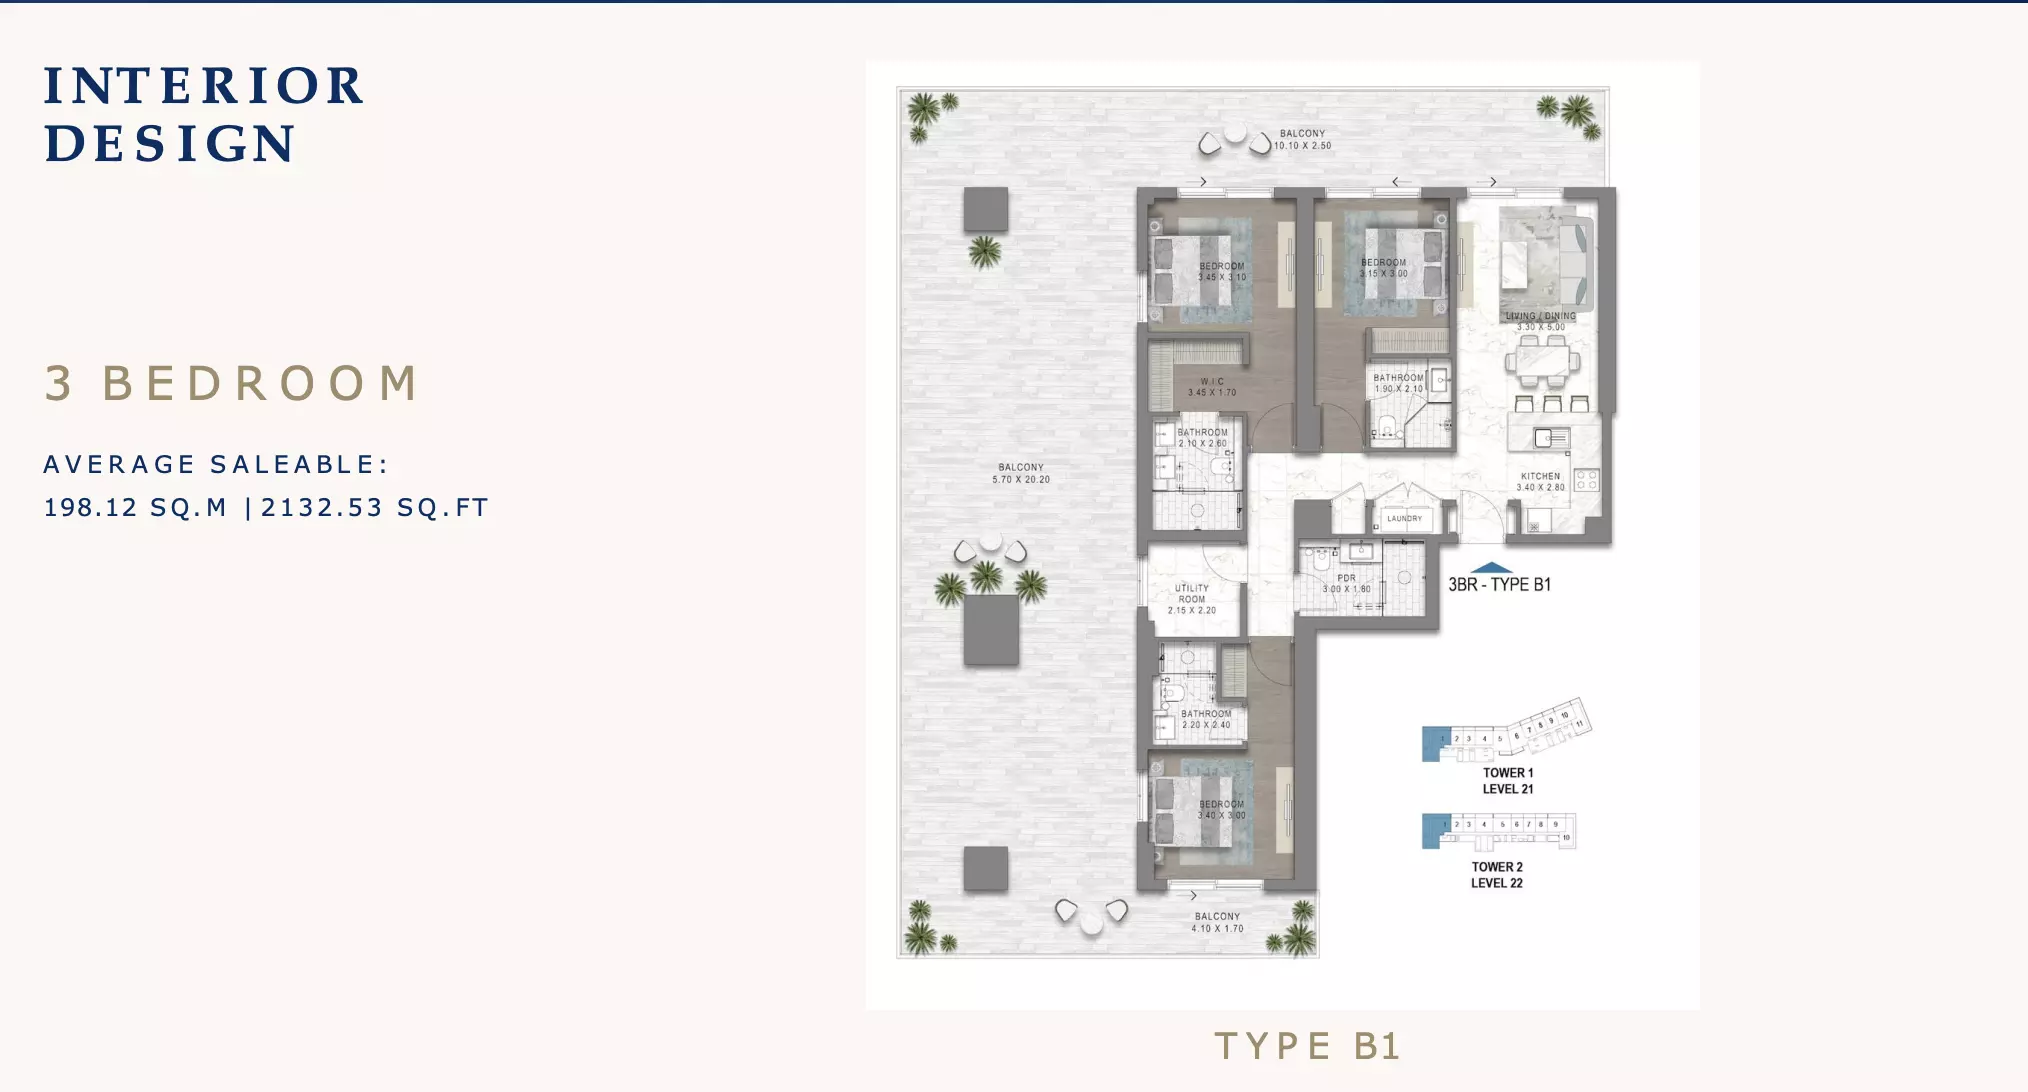 INTERIOR
DESIGN
3 BEDROOM
AVERAGE SALEABLE:
198.12 SQ.M | 2132.53 SQ.FT
BALCONY
10.10 X 2.50
BEDROOM
3.45 X 3.10
BEDROOM
3.15 X 3.00
LIVING / DINING
3.30 X 5.00
W.I.C
3.45 X 1.70
BATHROOM
1.90 X 2.10
BATHROOM
2.10 X 2.60
BALCONY
5.70 X 20.20
KITCHEN
3.40 X 2.80
LAUNDRY
UTILITY
ROOM
2.15 X 2.20
PDR
3.00 X 1.80
3BR - TYPE B1
BATHROOM
2.20 X 2.40
BEDROOM
3.40 X 3.00
BALCONY
4.10 X 1.70
1 2 3 4 5 6 7 8 9 10 11
TOWER 1
LEVEL 21
1 2 3 4 5 6 7 8 9 10
TOWER 2
LEVEL 22
TYPE B1